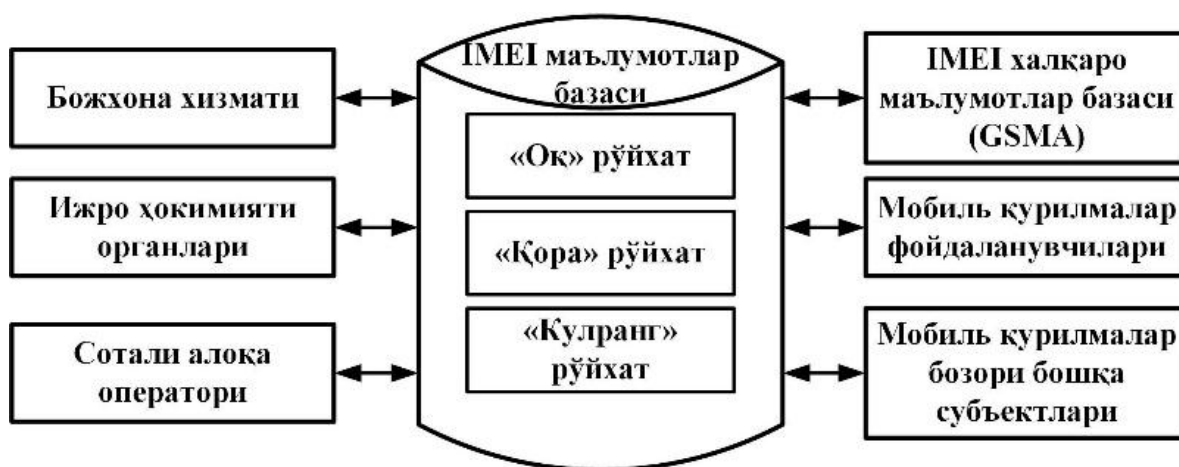 Божхона хизмати
Ижро ҳокимияти
органлари
Сотали алоқа
оператори
IMEI маълумотлар
базаси
«Оқ» рўйхат
«Қора» рўйхат
«Кулранг»
рўйхат
IMEI халқаро
маълумотлар базаси
(GSMA)
Мобиль қурилмалар
фойдаланувчилари
Мобиль қурилмалар
бозори бошқа
субъектлари